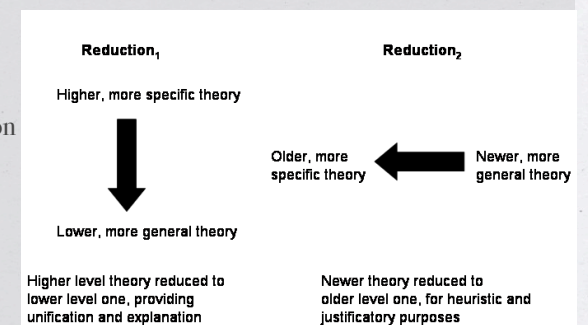 Reduction₁
Reduction₂
Higher, more specific theory
on
Older, more
specific theory
Newer, more
general theory
Lower, more general theory
Higher level theory reduced to
lower level one, providing
unification and explanation
Newer theory reduced to
older level one, for heuristic and
justificatory purposes